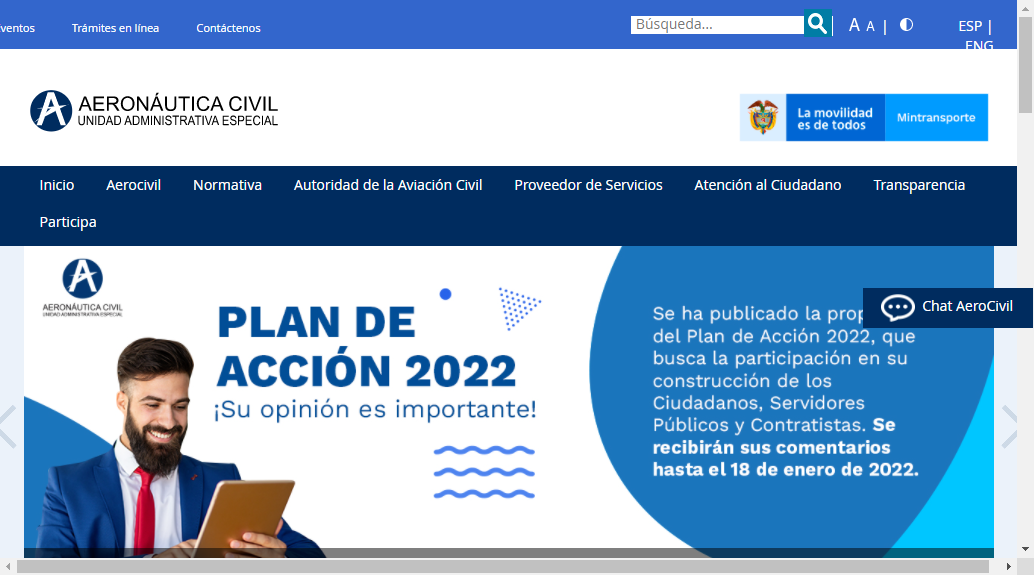 Trámites en línea
Contáctenos
Búsqueda...
A A |
ESP |
ENG
AERONÁUTICA CIVIL
UNIDAD ADMINISTRATIVA ESPECIAL
La movilidad
es de todos
Mintransporte
Inicio
Aerocivil
Normativa
Autoridad de la Aviación Civil
Proveedor de Servicios
Atención al Ciudadano
Transparencia
Participa
AERONÁUTICA CIVIL
UNIDAD ADMINISTRATIVA ESPECIAL
PLAN DE
ACCIÓN 2022
¡Su opinión es importante!
Se ha publicado la
del Plan de Acción 2022, que
busca la participación en su
construcción de los
Ciudadanos, Servidores
Públicos y Contratistas. Se
recibirán sus comentarios
hasta el 18 de enero de 2022.
Chat AeroCivil